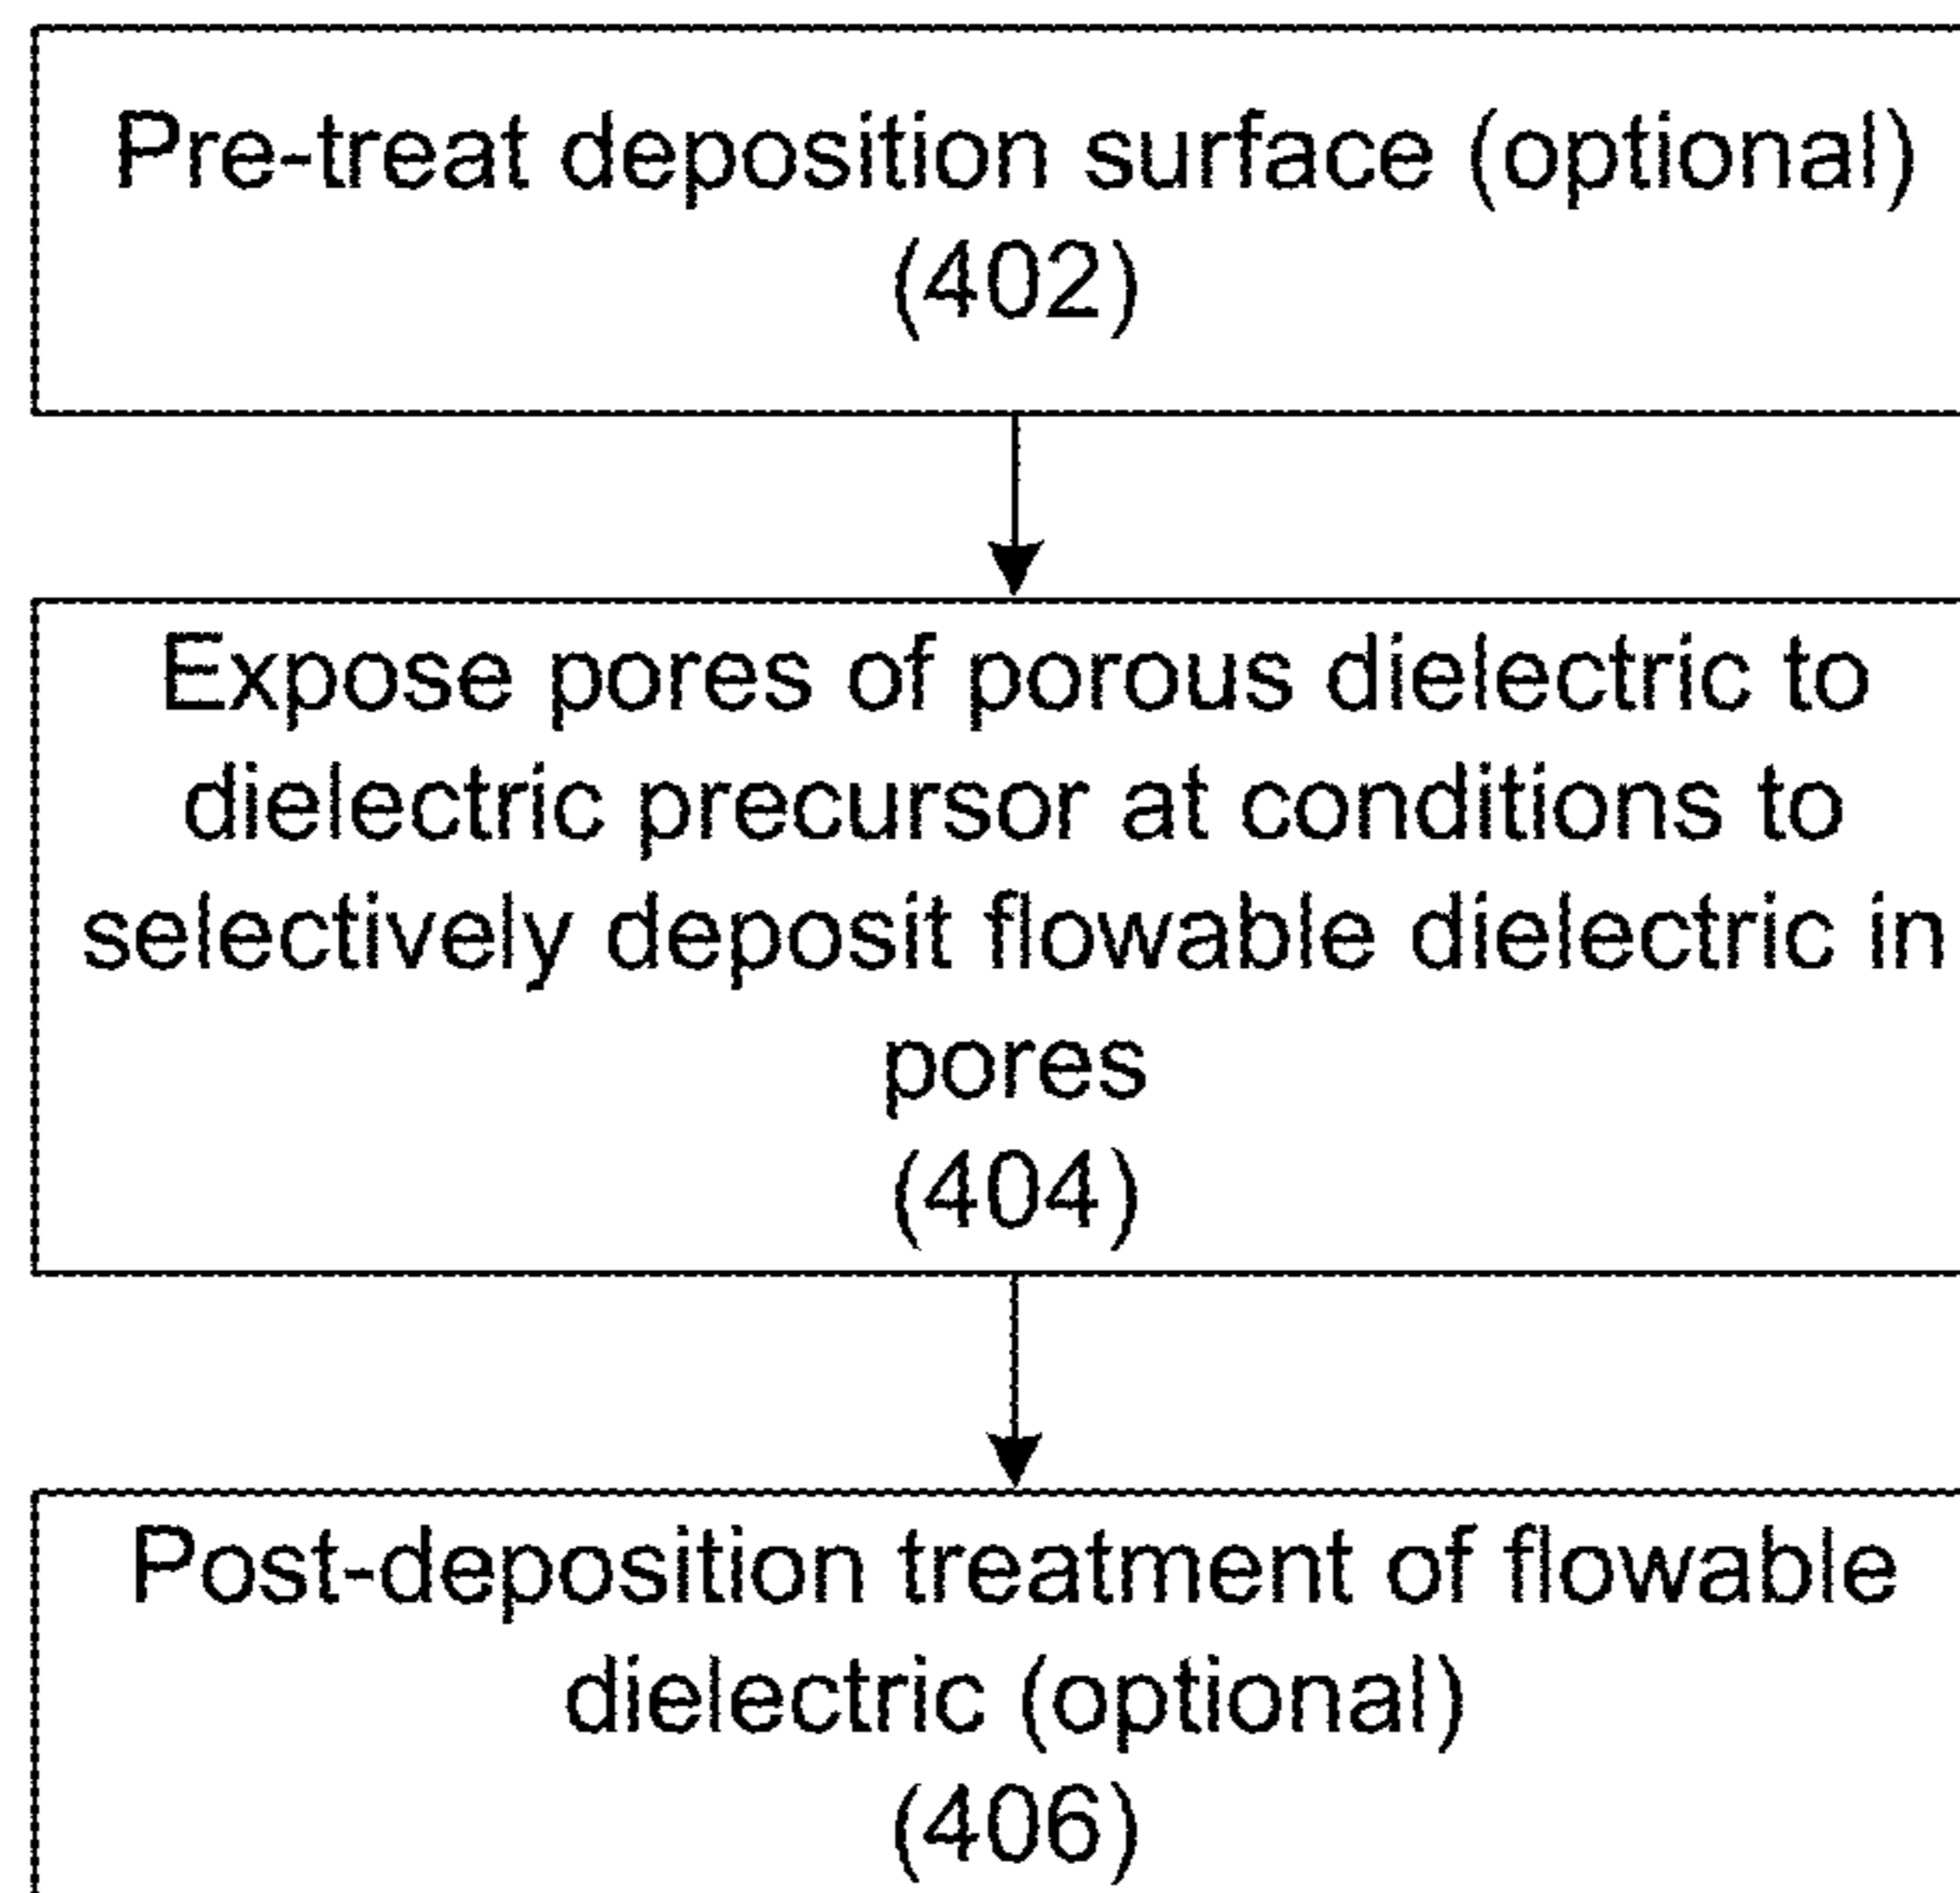 Pre-treat deposition surface (optional)
(402)
Expose pores of porous dielectric to
dielectric precursor at conditions to
selectively deposit flowable dielectric in
pores
(404)
Post-deposition treatment of flowable
dielectric (optional)
(406)